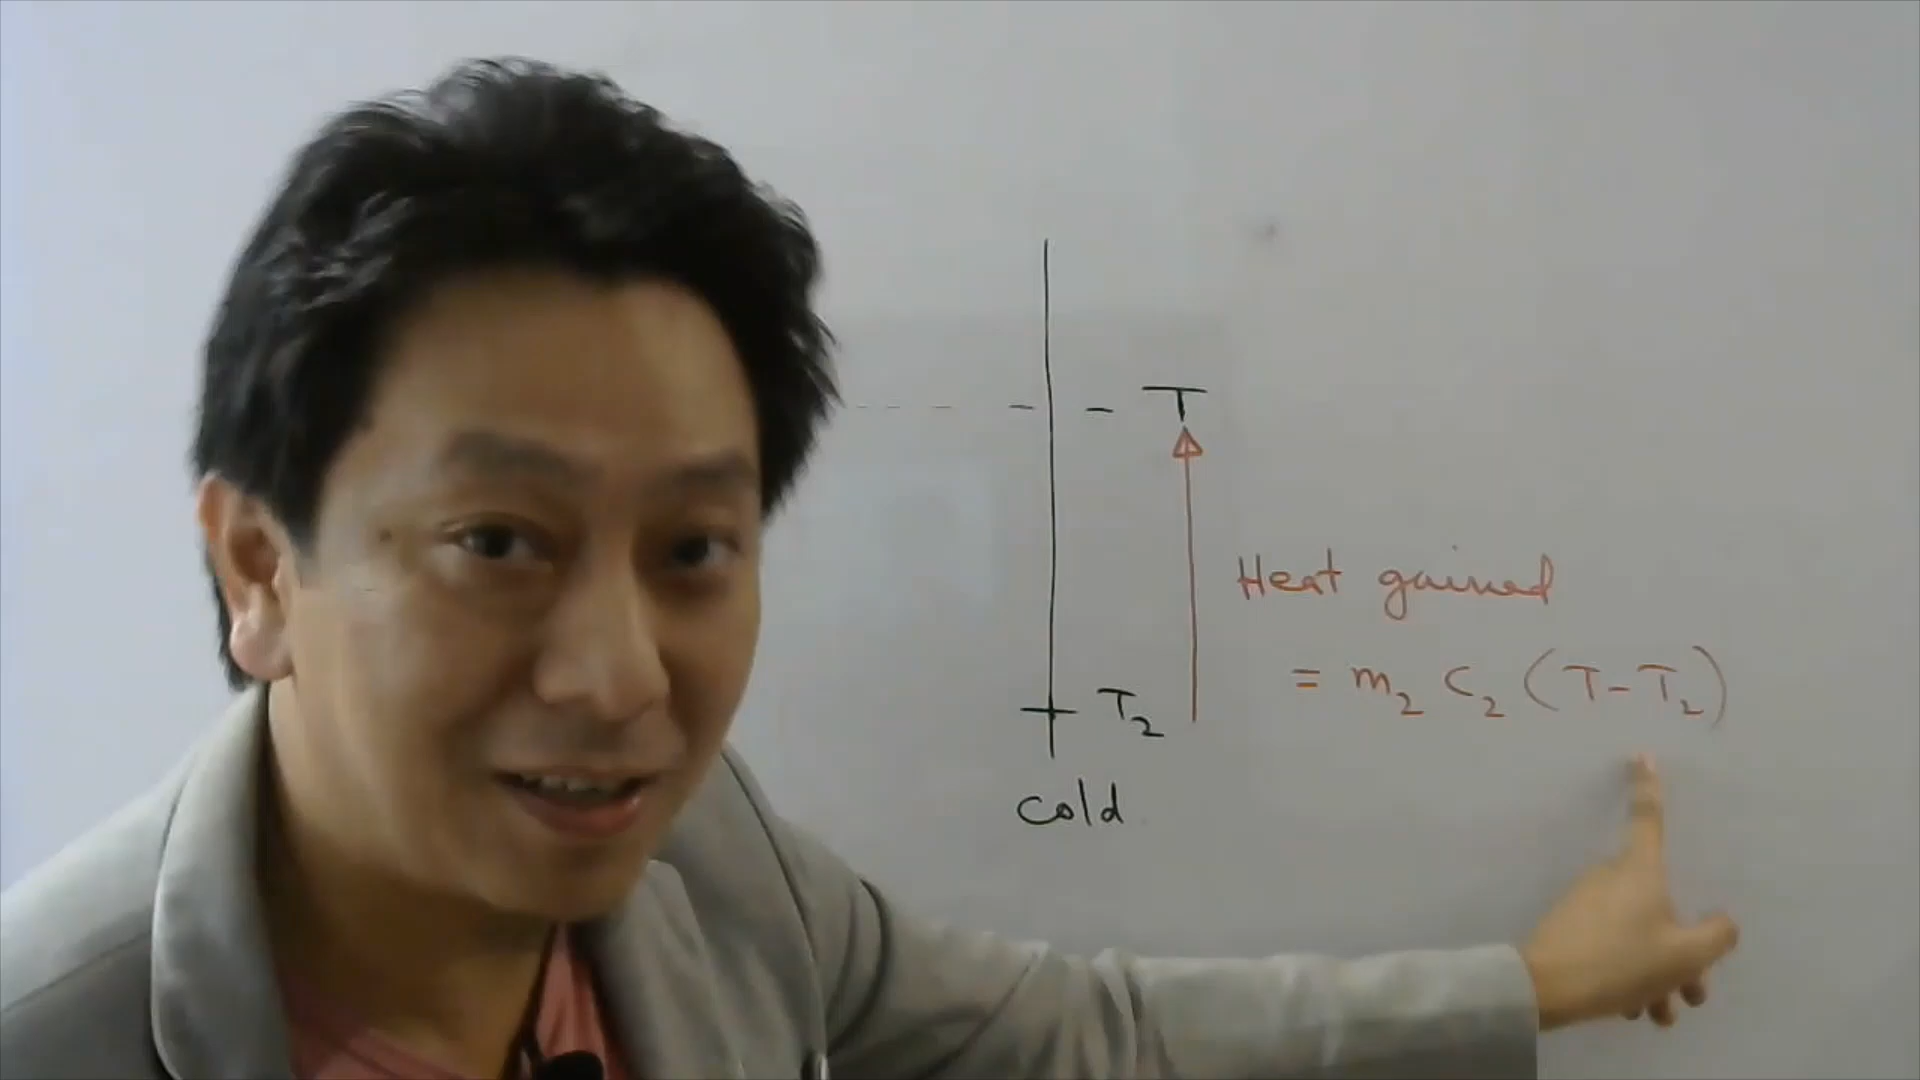 T
Heat gained
= m₂ c₂ (T-T₂)
T₂
cold